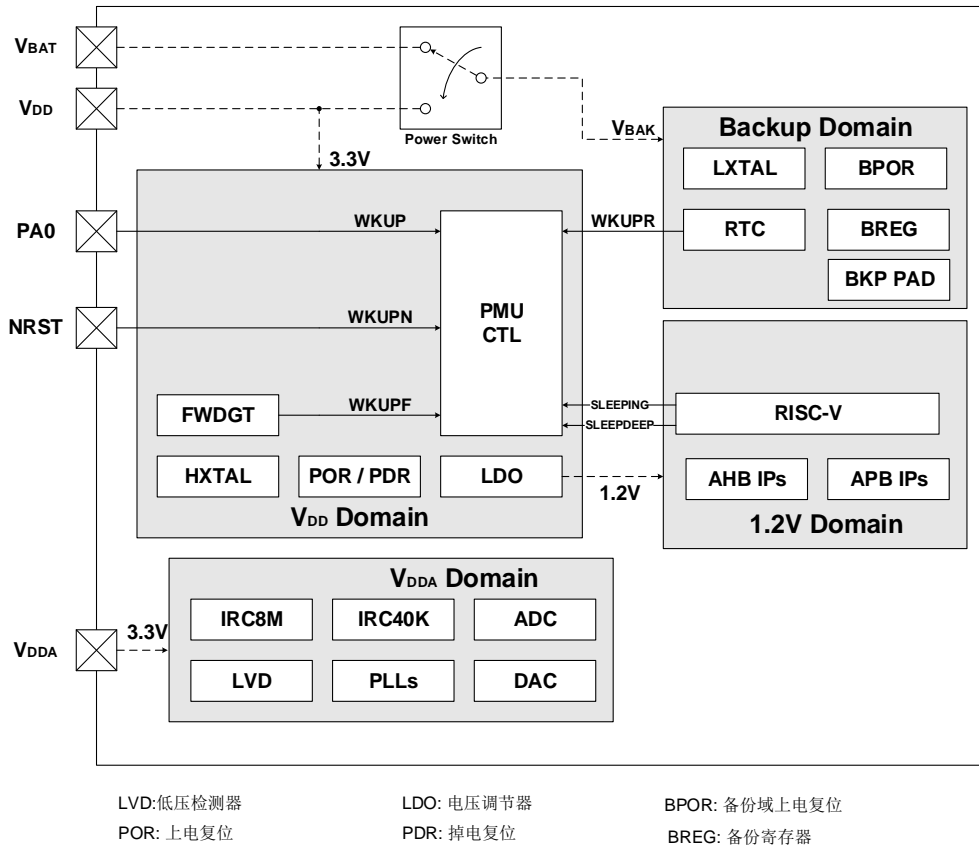 VBAT
VDD
Power Switch
3.3V
VBAK
Backup Domain
LXTAL
BPOR
RTC
BREG
BKP PAD
PA0
WKUP
WKUPR
NRST
WKUPN
PMU
CTL
FWDGT
WKUPF
SLEEPING
SLEEPDEEP
RISC-V
HXTAL
POR / PDR
LDO
1.2V
AHB IPs
APB IPs
VDD Domain
1.2V Domain
VDDA Domain
VDDA
3.3V
IRC8M
IRC40K
ADC
LVD
PLLs
DAC
LVD:低压检测器
LDO: 电压调节器
BPOR: 备份域上电复位
POR: 上电复位
PDR: 掉电复位
BREG: 备份寄存器